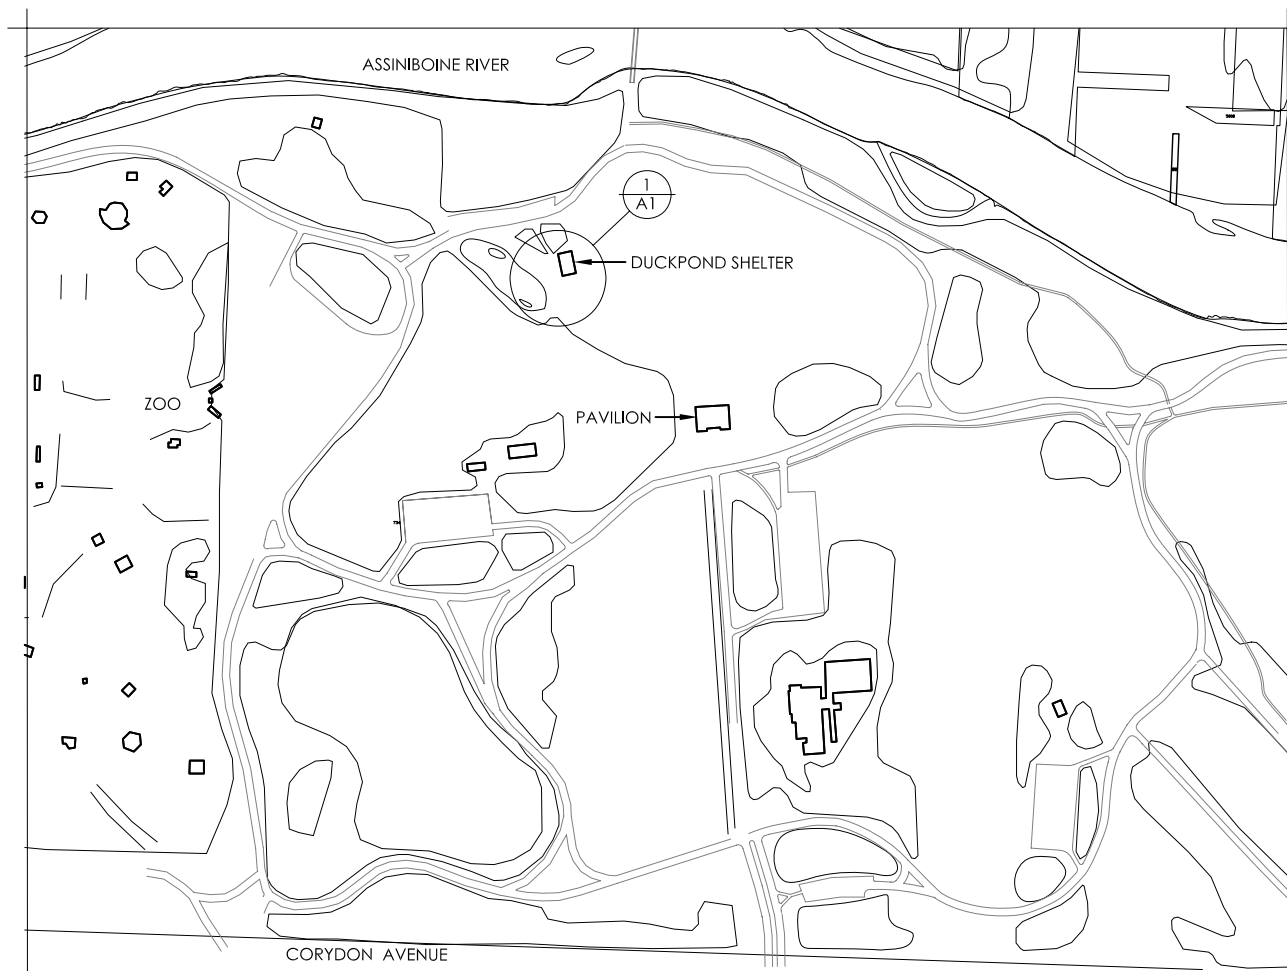 ASSINIBOINE RIVER
1
A1
DUCKPOND SHELTER
ZOO
PAVILION
CORYDON AVENUE